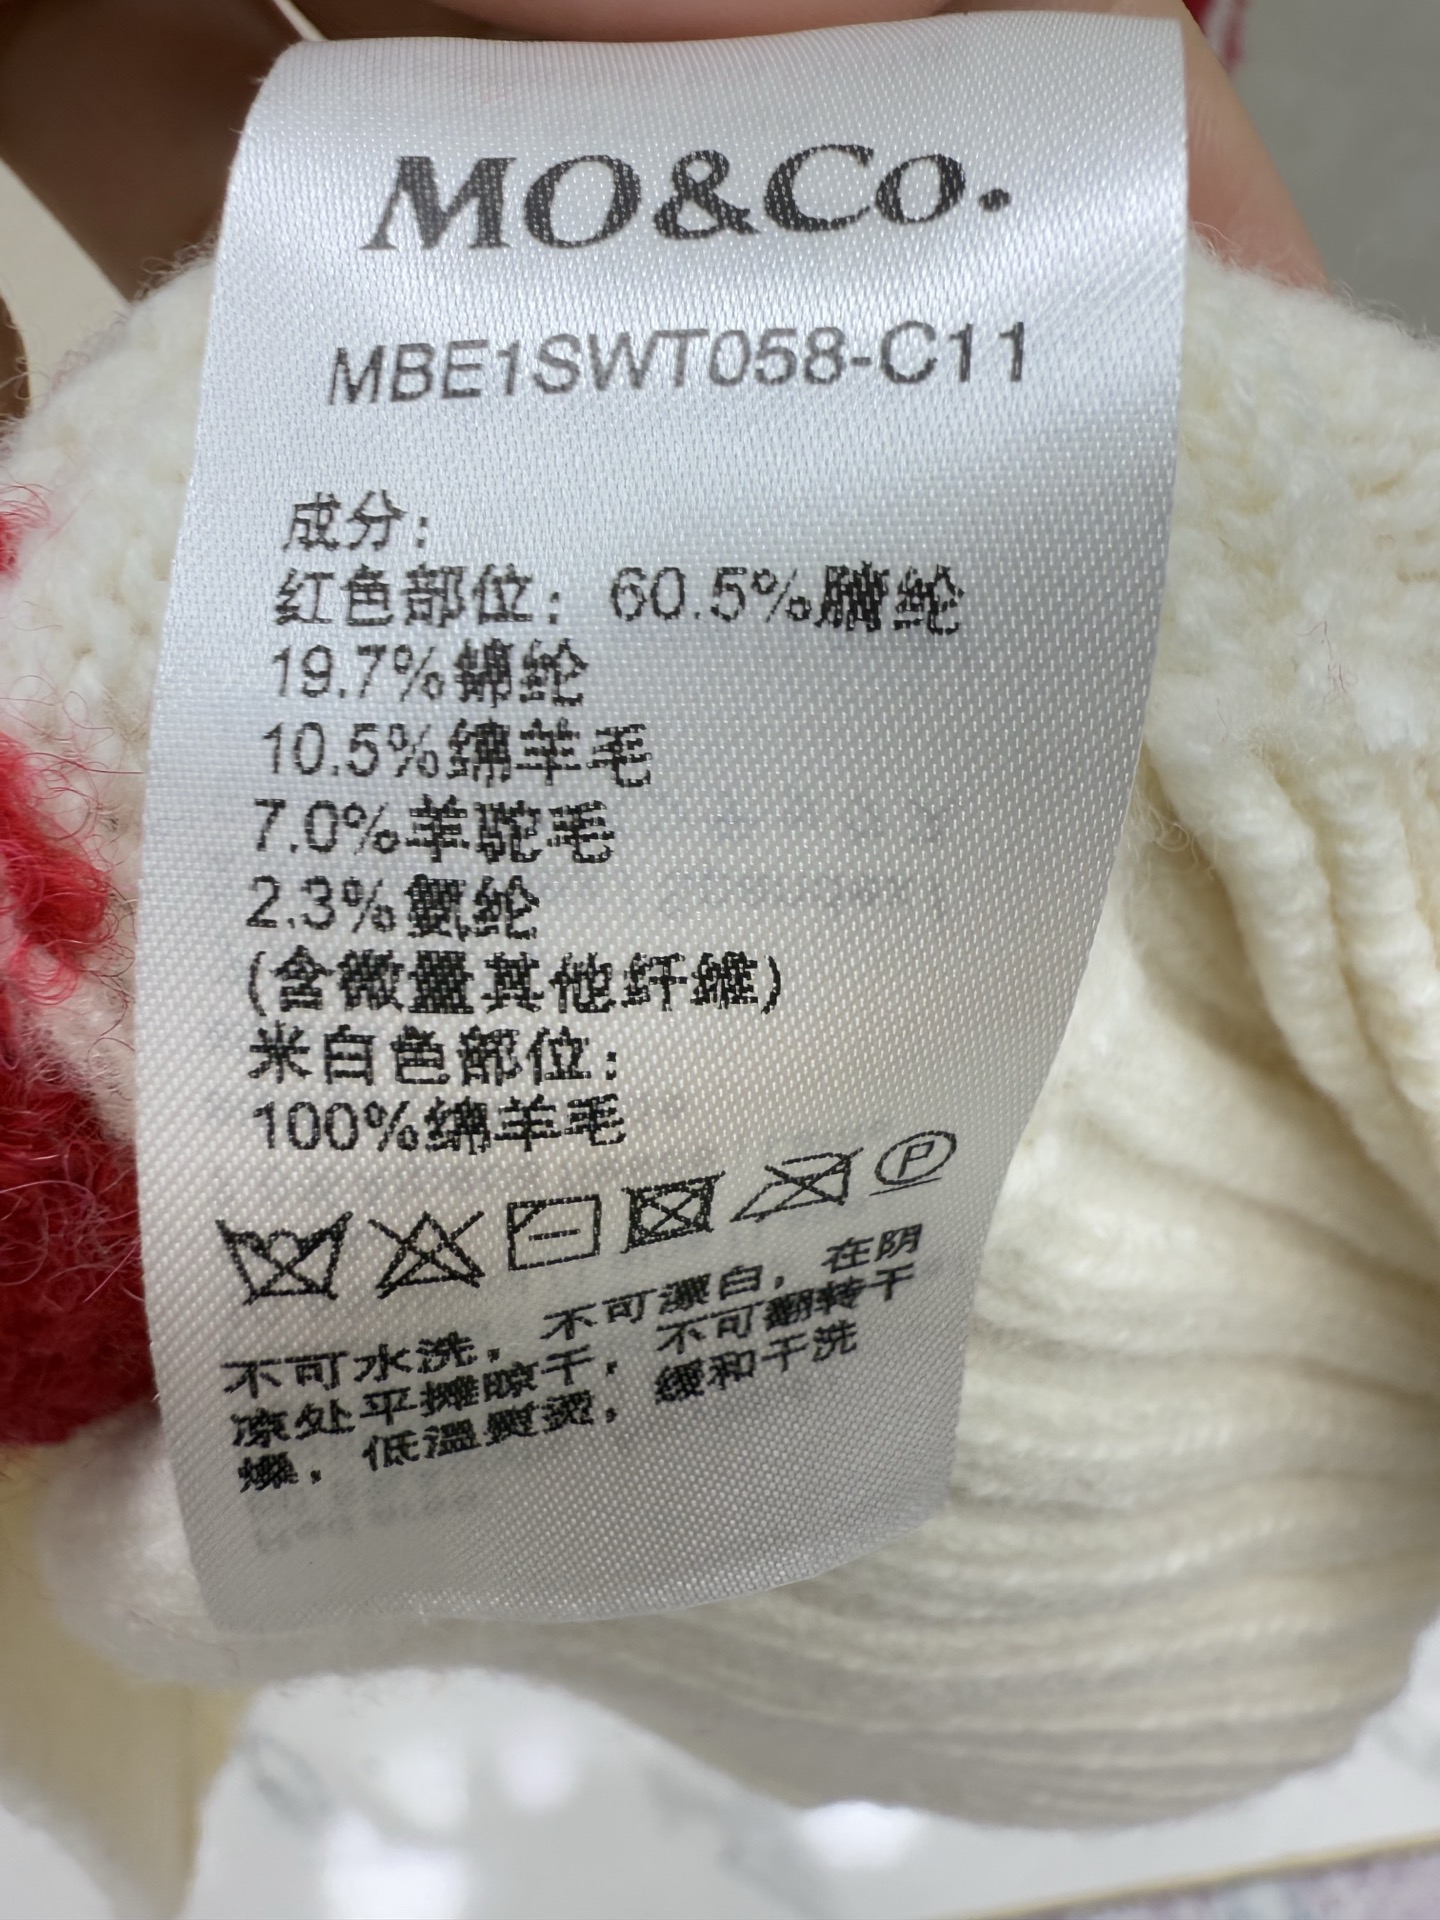 MO&Co.
MBE1SWT058-C11
成分：
红色部位：60.5%腈纶
19.7%锦纶
10.5%绵羊毛
7.0%羊驼毛
2.3%氨纶
(含微量其他纤维)
米白色部位：
100%绵羊毛
P
不可水洗，不可漂白，在阴
凉处平摊晾干，不可翻转干
燥，低温熨烫，缓和干洗